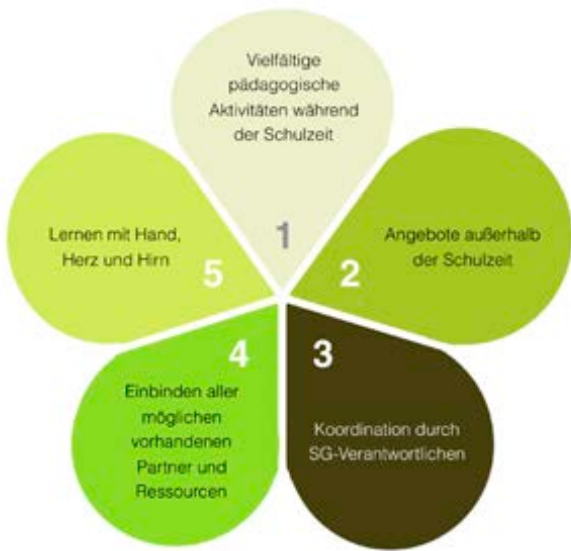 Vielfältige
pädagogische
Aktivitäten während
der Schulzeit
1
Angebote außerhalb
der Schulzeit
2
3
Koordination durch
SG-Verantwortlichen
4
Einbinden aller
möglichen
vorhandenen
Partner und
Ressourcen
Lernen mit Hand,
Herz und Hirn
5